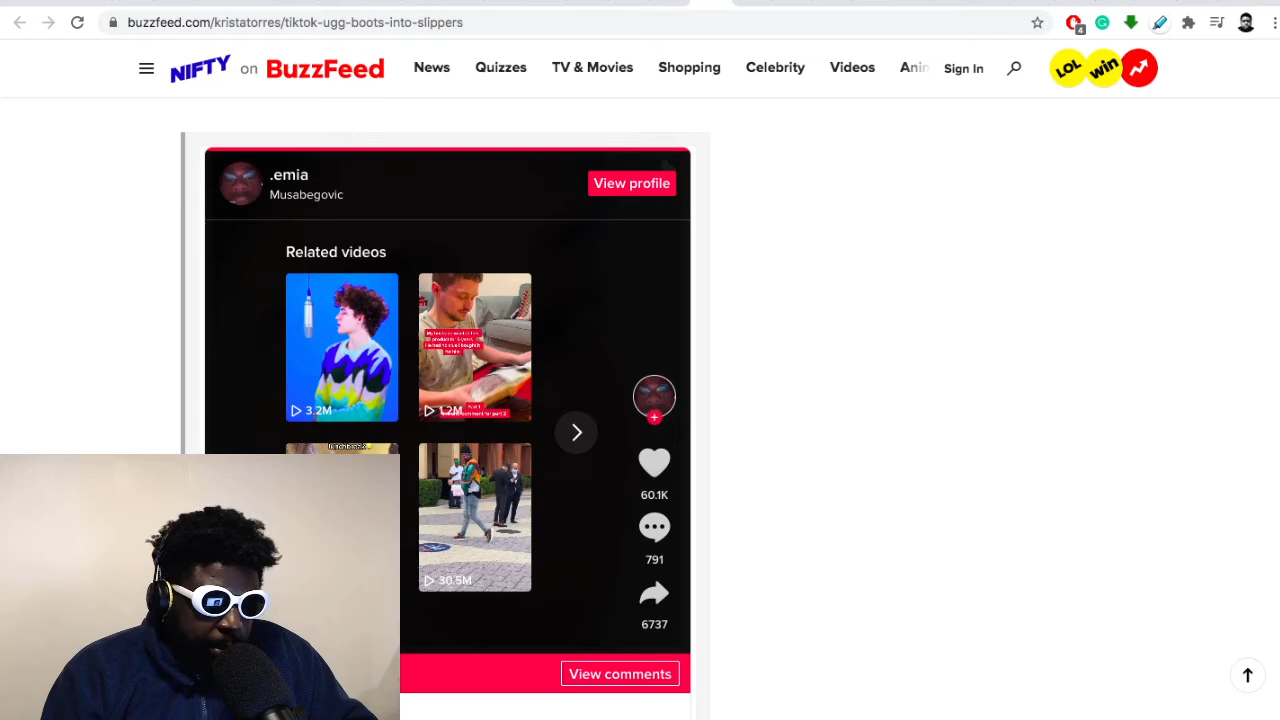 buzzfeed.com/kristatorres/tiktok-ugg-boots-into-slippers
4
NIFTY on BuzzFeed News Quizzes TV & Movies Shopping Celebrity Videos Anim Sign In LOL win
.emia
Musabegovic
View profile
Related videos
3.2M
1.2M
30.5M
60.1K
791
6737
View comments